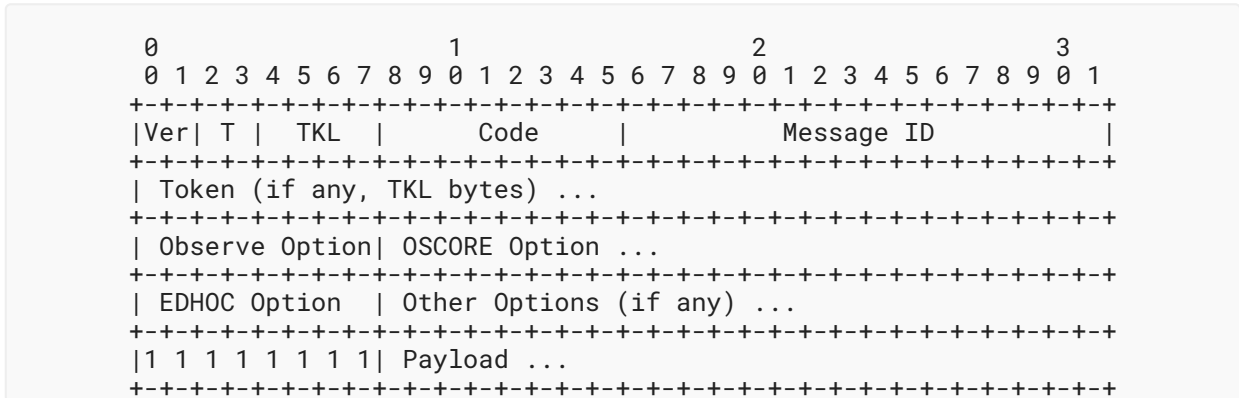 0                   1                   2                   3
 0 1 2 3 4 5 6 7 8 9 0 1 2 3 4 5 6 7 8 9 0 1 2 3 4 5 6 7 8 9 0 1
+-+-+-+-+-+-+-+-+-+-+-+-+-+-+-+-+-+-+-+-+-+-+-+-+-+-+-+-+-+-+-+-+
|Ver| T |  TKL  |      Code     |          Message ID           |
+-+-+-+-+-+-+-+-+-+-+-+-+-+-+-+-+-+-+-+-+-+-+-+-+-+-+-+-+-+-+-+-+
| Token (if any, TKL bytes) ...
+-+-+-+-+-+-+-+-+-+-+-+-+-+-+-+-+-+-+-+-+-+-+-+-+-+-+-+-+-+-+-+-+
| Observe Option| OSCORE Option ...
+-+-+-+-+-+-+-+-+-+-+-+-+-+-+-+-+-+-+-+-+-+-+-+-+-+-+-+-+-+-+-+-+
| EDHOC Option  | Other Options (if any) ...
+-+-+-+-+-+-+-+-+-+-+-+-+-+-+-+-+-+-+-+-+-+-+-+-+-+-+-+-+-+-+-+-+
|1 1 1 1 1 1 1 1| Payload ...
+-+-+-+-+-+-+-+-+-+-+-+-+-+-+-+-+-+-+-+-+-+-+-+-+-+-+-+-+-+-+-+-+